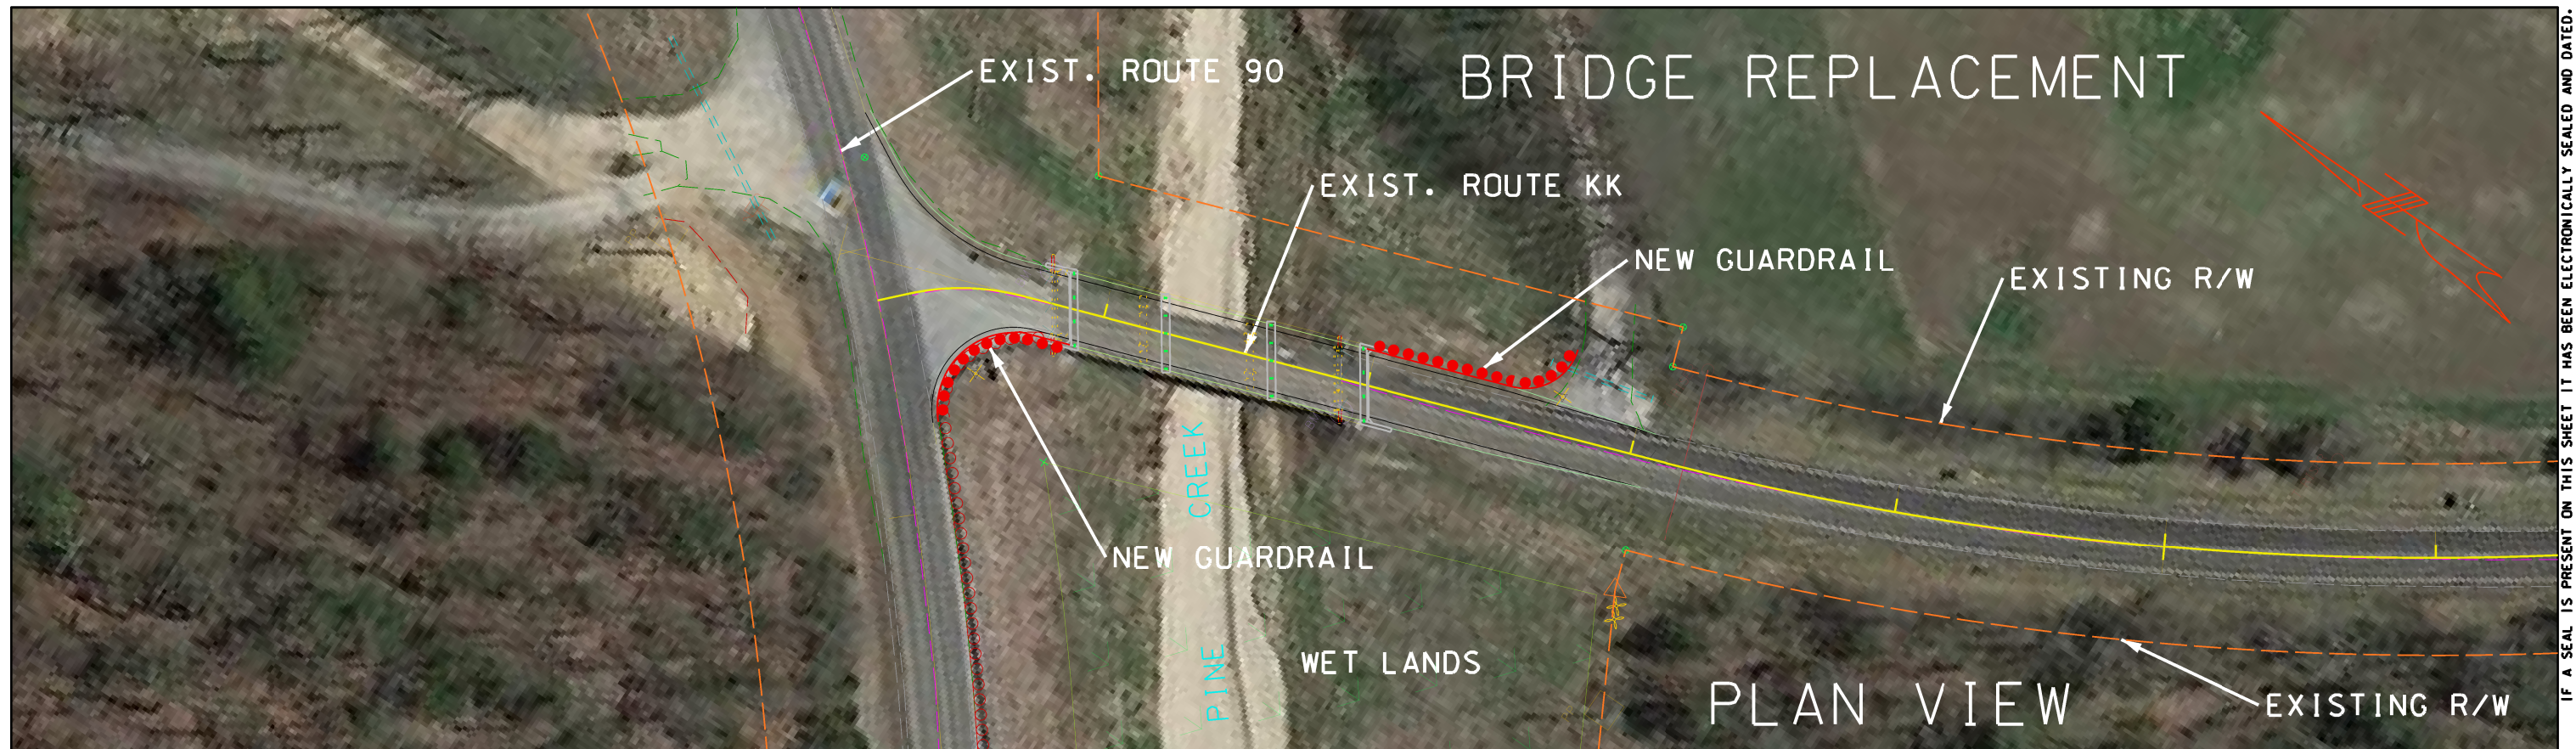 BRIDGE REPLACEMENT
EXIST. ROUTE 90
EXIST. ROUTE KK
NEW GUARDRAIL
EXISTING R/W
NEW GUARDRAIL
PINE CREEK
WET LANDS
PLAN VIEW
EXISTING R/W
IF A SEAL IS PRESENT ON THIS SHEET IT HAS BEEN ELECTRONICALLY SEALED AND DATED.